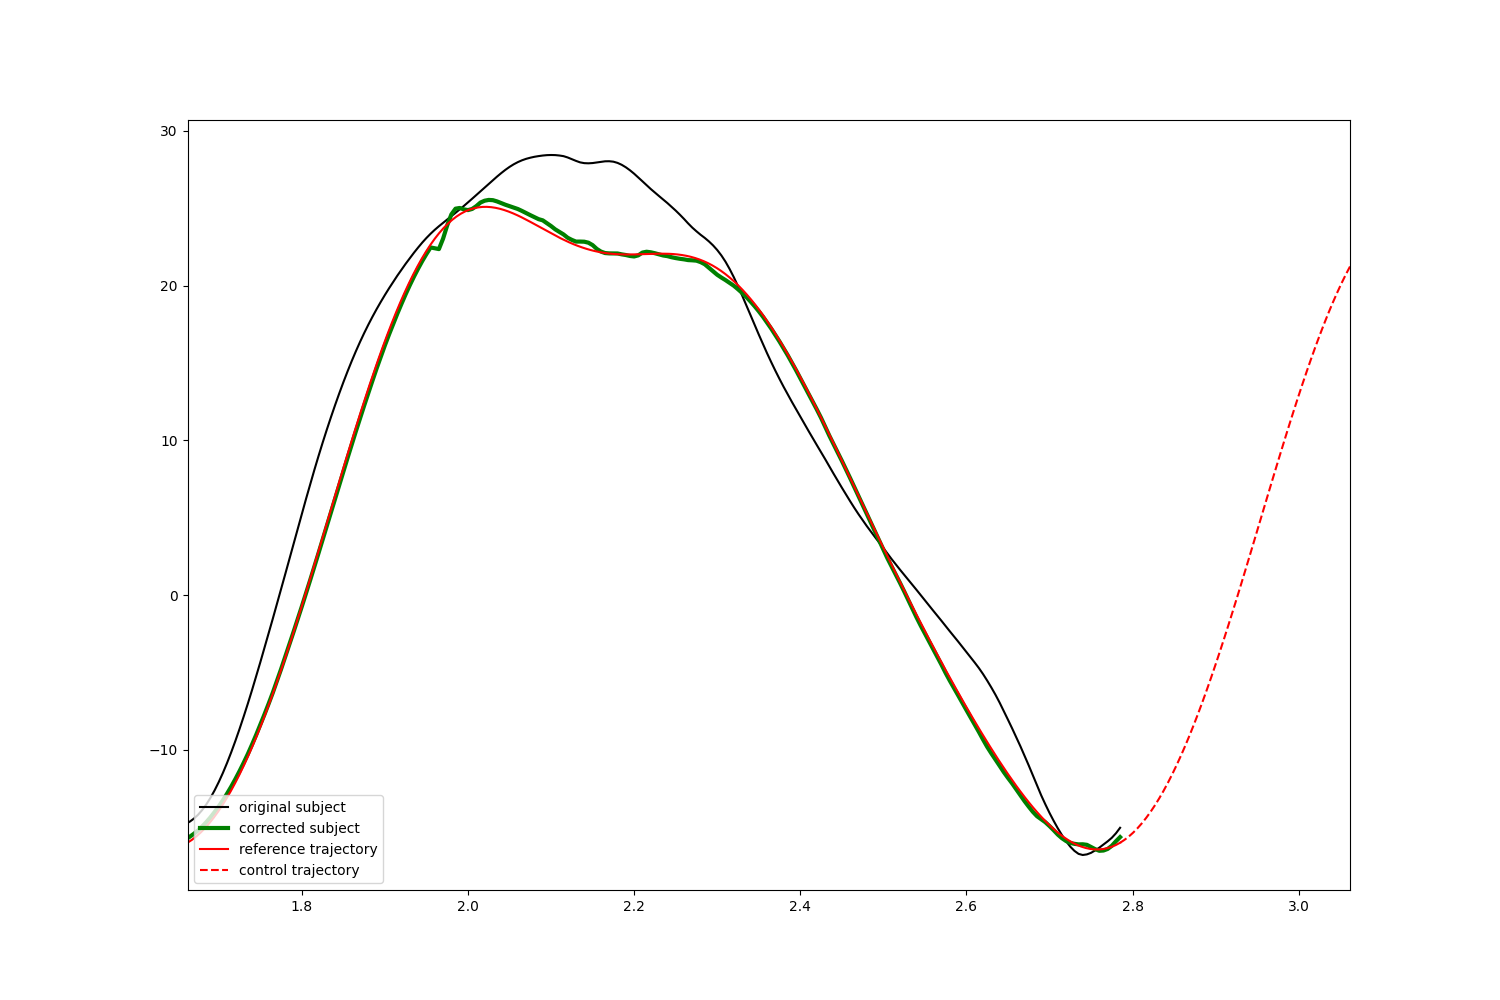 30
20
10
0
−10
original subject
corrected subject
reference trajectory
control trajectory
1.8 2.0 2.2 2.4 2.6 2.8 3.0